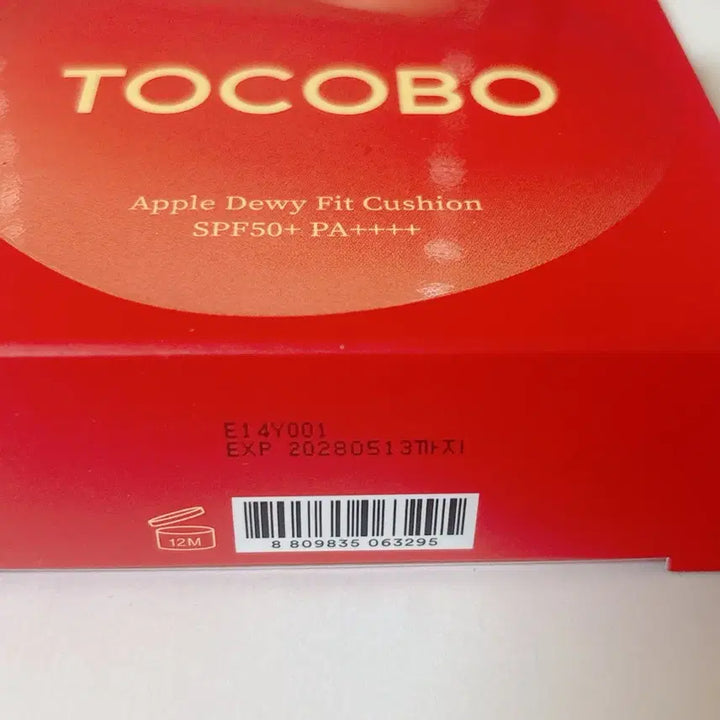 TOCOBO
Apple Dewy Fit Cushion
SPF50+ PA++++
E14Y001
EXP 20280513까지
12M
8 809835 063295